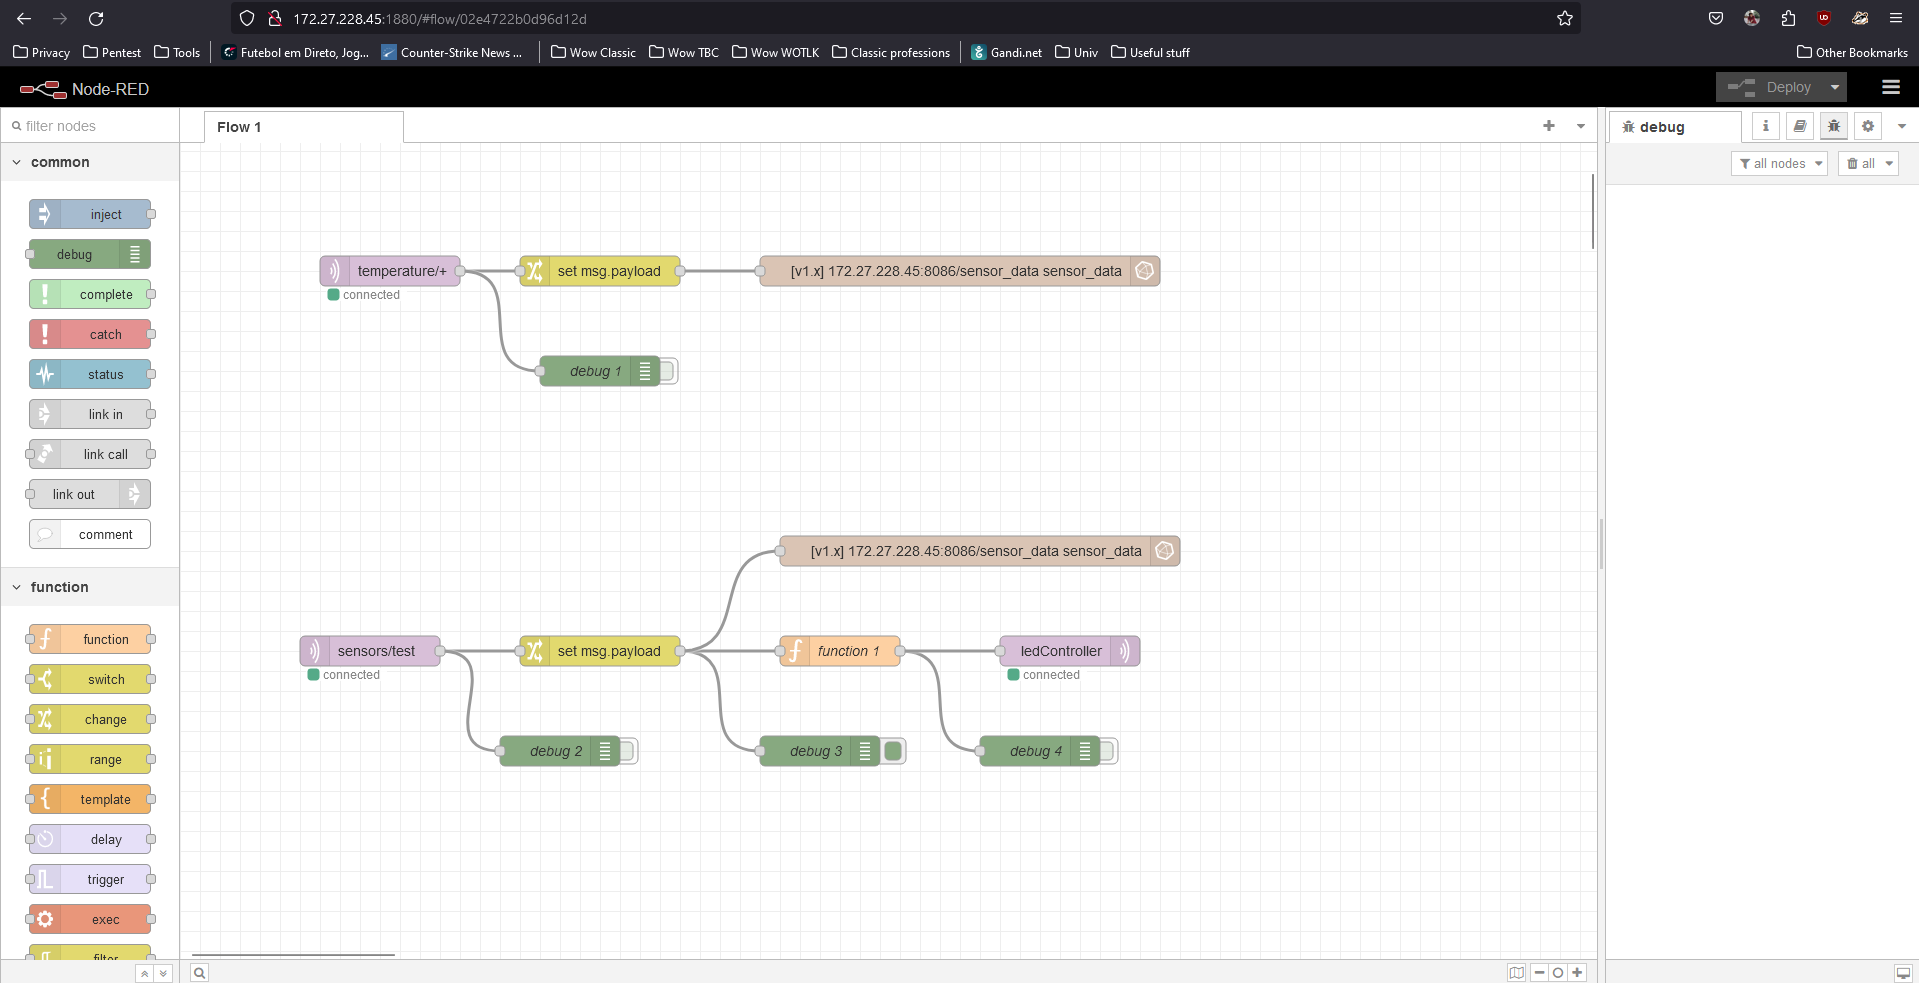 172.27.228.45:1880/#flow/02e4722b0d96d12d
Privacy Pentest Tools Futebol em Direto, Jog... Counter-Strike News ... Wow Classic Wow TBC Wow WOTLK Classic professions Gandi.net Univ Useful stuff Other Bookmarks
Node-RED Deploy
filter nodes
Flow 1
debug
all nodes all
common
inject
debug
complete
catch
status
link in
link call
link out
comment
function
function
switch
change
range
template
delay
trigger
exec
filter
temperature/+ set msg.payload [v1.x] 172.27.228.45:8086/sensor_data sensor_data
connected
debug 1
[v1.x] 172.27.228.45:8086/sensor_data sensor_data
sensors/test set msg.payload function 1 ledController
connected connected
debug 2 debug 3 debug 4